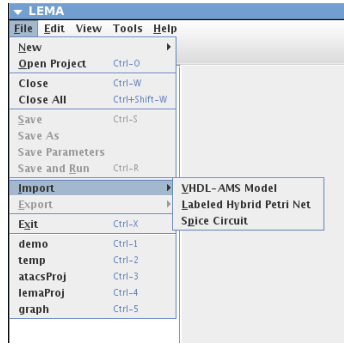 LEMA
File Edit View Tools Help
New
Open Project Ctrl-O
Close Ctrl-W
Close All Ctrl+Shift-W
Save Ctrl-S
Save As
Save Parameters
Save and Run Ctrl-R
Import
VHDL-AMS Model
Export
Labeled Hybrid Petri Net
Spice Circuit
Exit Ctrl-X
demo Ctrl-1
temp Ctrl-2
atacsProj Ctrl-3
lemaProj Ctrl-4
graph Ctrl-5